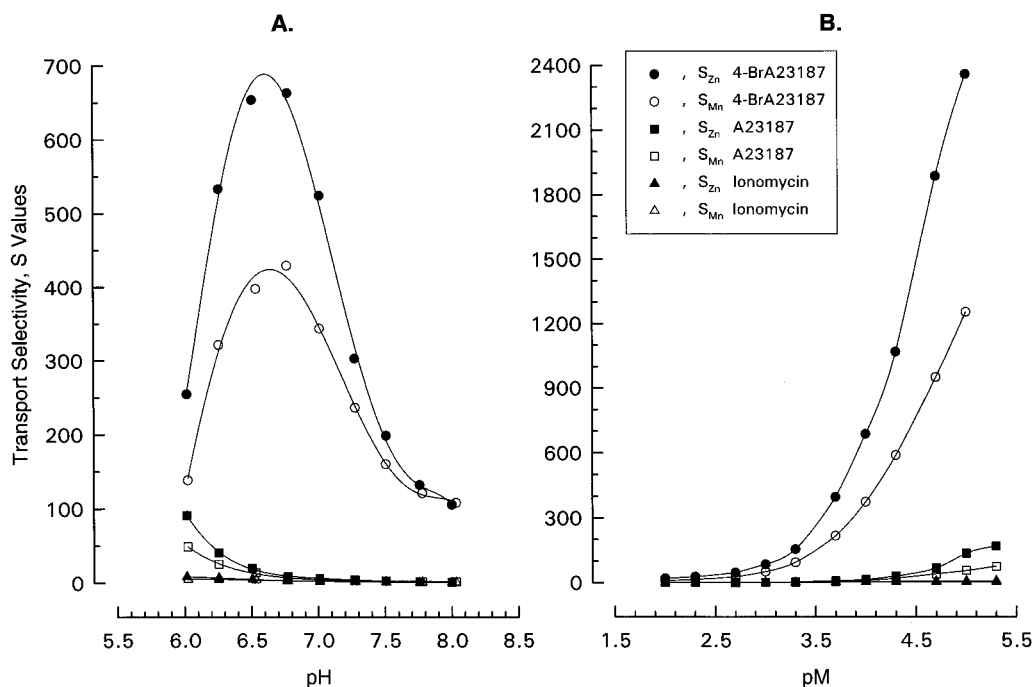 A.
Transport Selectivity, S Values
700
600
500
400
300
200
100
0
5.5 6.0 6.5 7.0 7.5 8.0 8.5
pH
B.
, S_Zn 4-BrA23187
, S_Mn 4-BrA23187
, S_Zn A23187
, S_Mn A23187
, S_Zn Ionomycin
, S_Mn Ionomycin
2400
2100
1800
1500
1200
900
600
300
0
1.5 2.5 3.5 4.5 5.5
pM